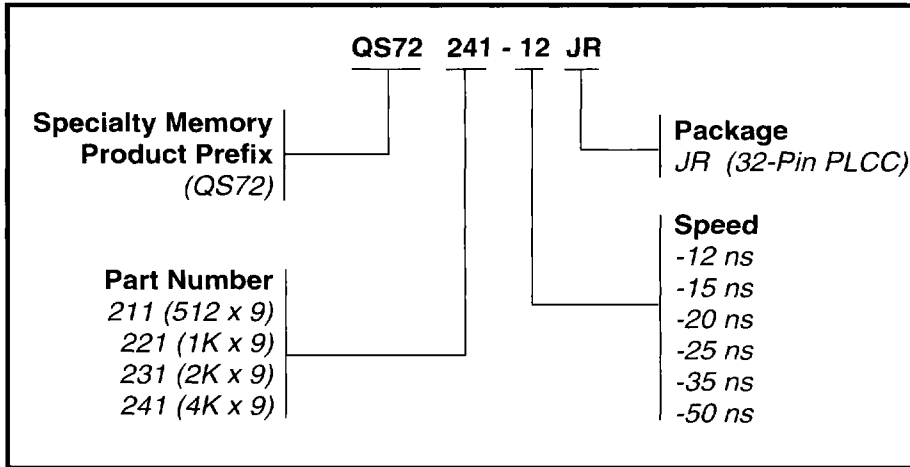 QS72 241 - 12 JR
Specialty Memory
Product Prefix
(QS72)
Package
JR (32-Pin PLCC)
Part Number
211 (512 x 9)
221 (1K x 9)
231 (2K x 9)
241 (4K x 9)
Speed
-12 ns
-15 ns
-20 ns
-25 ns
-35 ns
-50 ns